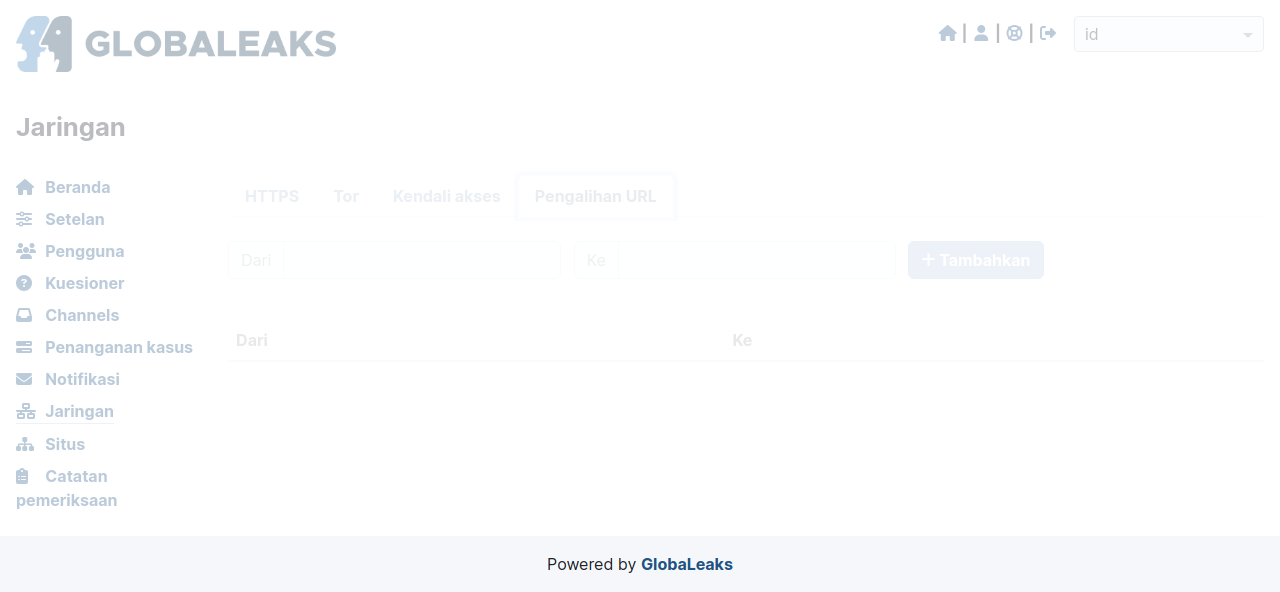 GLOBALEAKS
| | |
id
Jaringan
Beranda
Setelan
Pengguna
Kuesioner
Channels
Penanganan kasus
Notifikasi
Jaringan
Situs
Catatan
pemeriksaan
HTTPS Tor Kendali akses Pengalihan URL
Dari Ke + Tambahkan
Dari Ke
Powered by GlobaLeaks